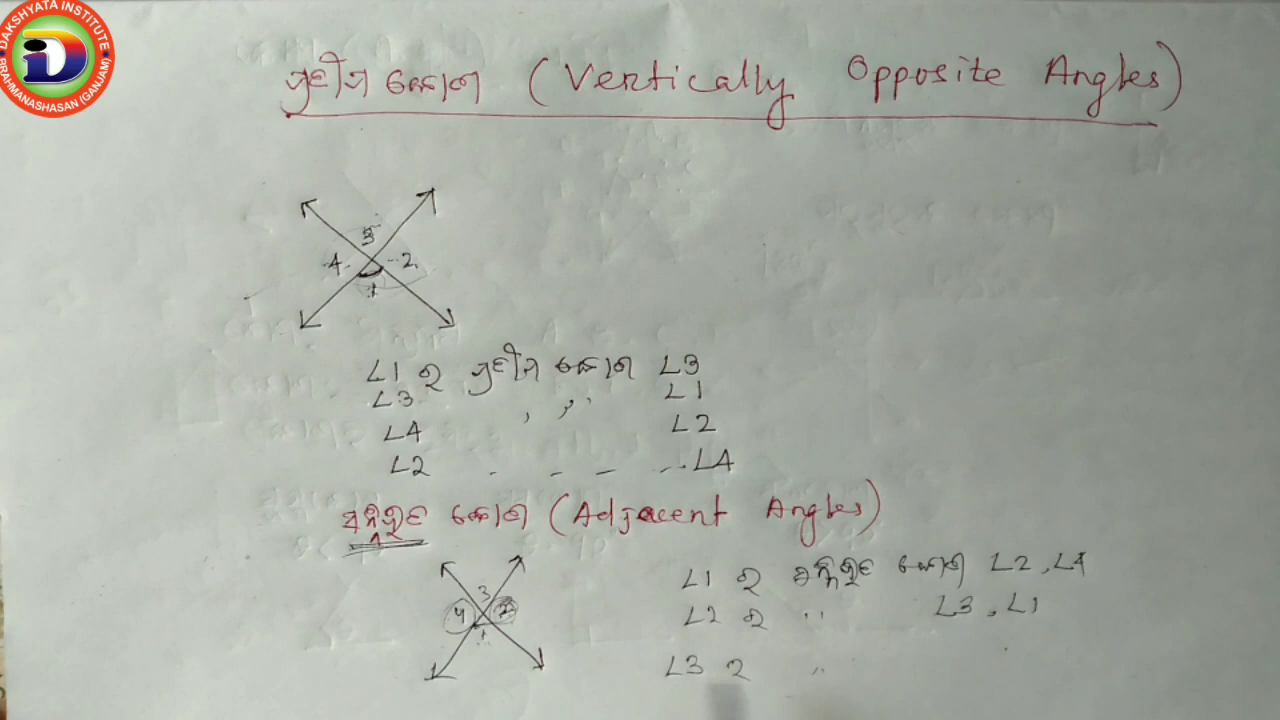 DAKSHYATA INSTITUTE
BRAHMANASHASAN (GANJAM)
iD
ପ୍ରତୀପ କୋଣ (Vertically Opposite Angles)
3
4 2
1
∠1 ର ପ୍ରତୀପ କୋଣ ∠3
∠3 ,, ∠1
∠4 ∠2
∠2 - - - - ∠4
ସନ୍ନିହିତ କୋଣ (Adjacent Angles)
3
4 2
1
∠1 ର ସନ୍ନିହିତ କୋଣ ∠2, ∠4
∠2 ର ,, ∠3, ∠1
∠3 ର ,,